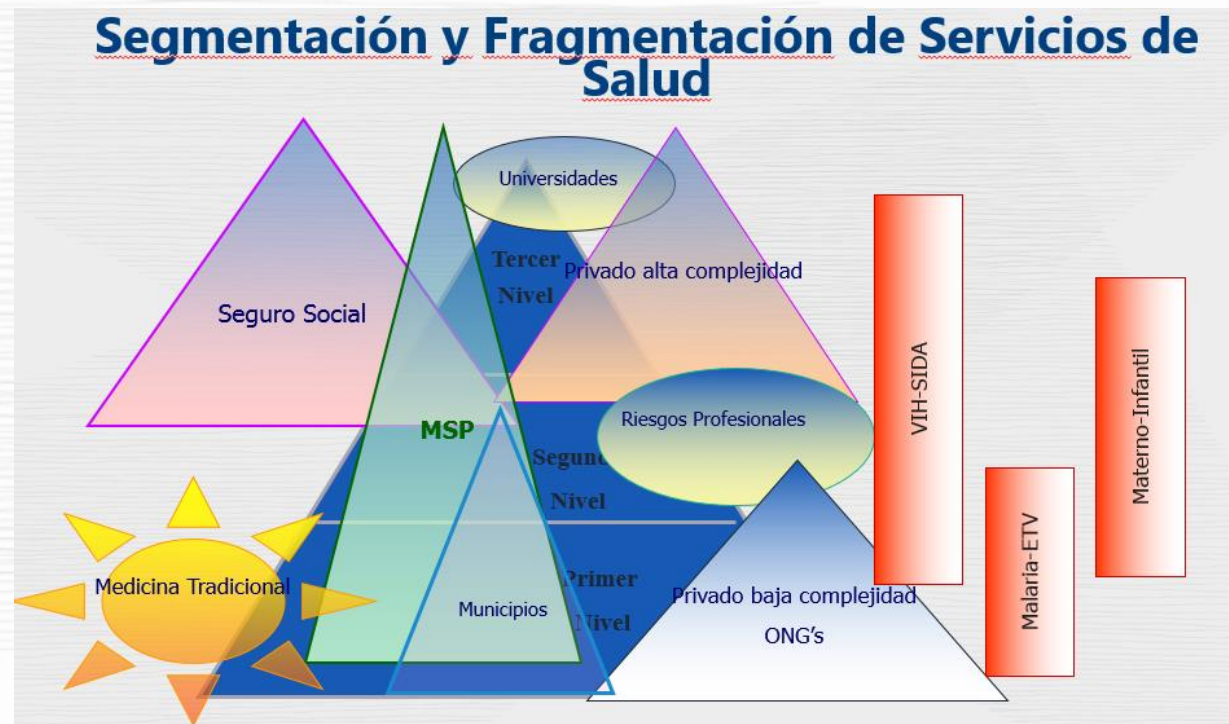 Segmentación y Fragmentación de Servicios de
Salud
Universidades
Tercer
Nivel
Privado alta complejidad
Seguro Social
MSP
Riesgos Profesionales
Segundo
Nivel
Medicina Tradicional
Municipios
Primer
Nivel
Privado baja complejidad
ONG's
VIH-SIDA
Malaria-ETV
Materno-Infantil